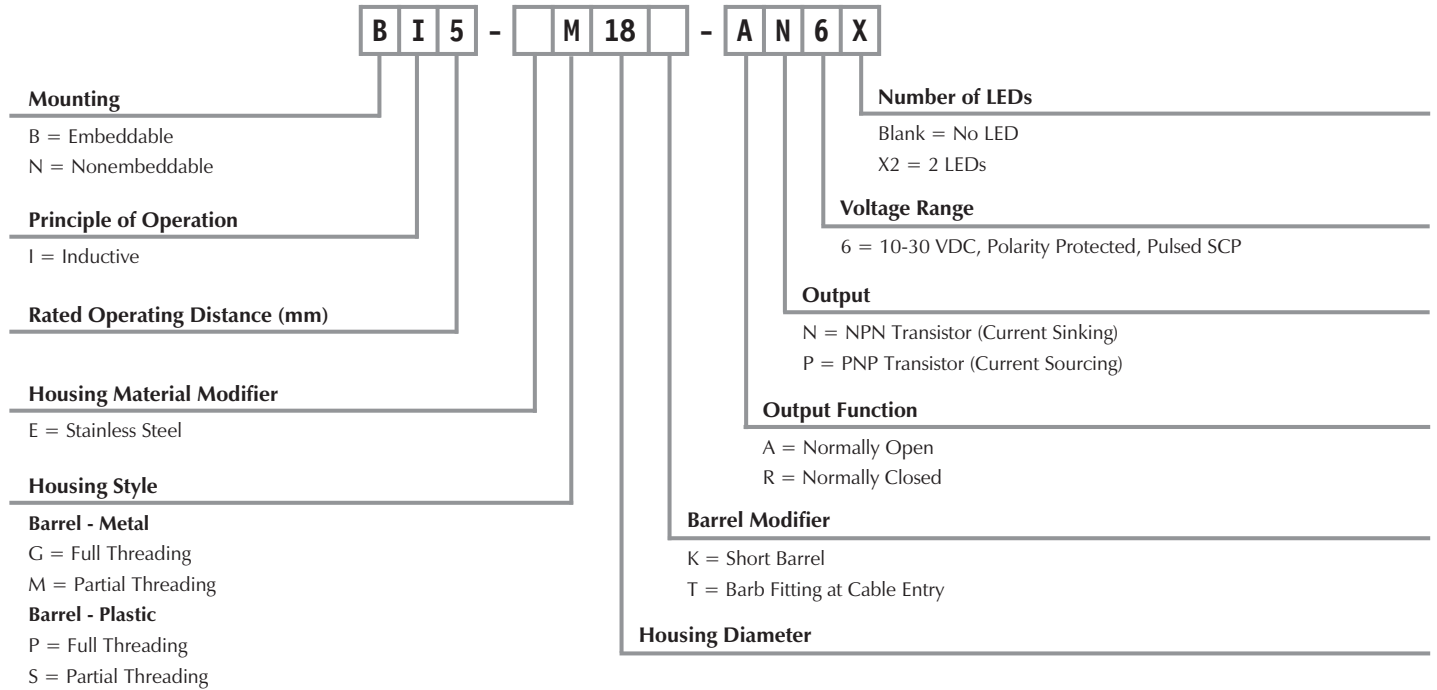 B I 5 - M 18 - A N 6 X
Mounting
B = Embeddable
N = Nonembeddable
Principle of Operation
I = Inductive
Rated Operating Distance (mm)
Housing Material Modifier
E = Stainless Steel
Housing Style
Barrel - Metal
G = Full Threading
M = Partial Threading
Barrel - Plastic
P = Full Threading
S = Partial Threading
Number of LEDs
Blank = No LED
X2 = 2 LEDs
Voltage Range
6 = 10-30 VDC, Polarity Protected, Pulsed SCP
Output
N = NPN Transistor (Current Sinking)
P = PNP Transistor (Current Sourcing)
Output Function
A = Normally Open
R = Normally Closed
Barrel Modifier
K = Short Barrel
T = Barb Fitting at Cable Entry
Housing Diameter